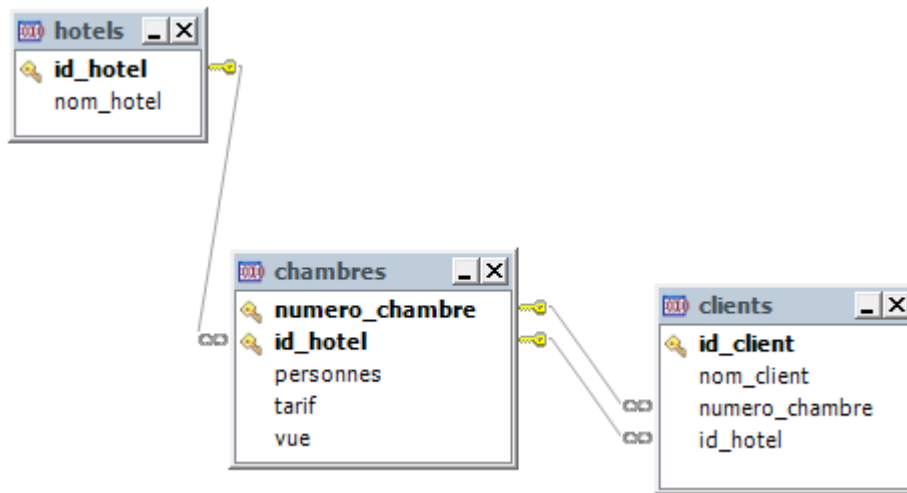 hotels
id_hotel
nom_hotel
chambres
numero_chambre
id_hotel
personnes
tarif
vue
clients
id_client
nom_client
numero_chambre
id_hotel